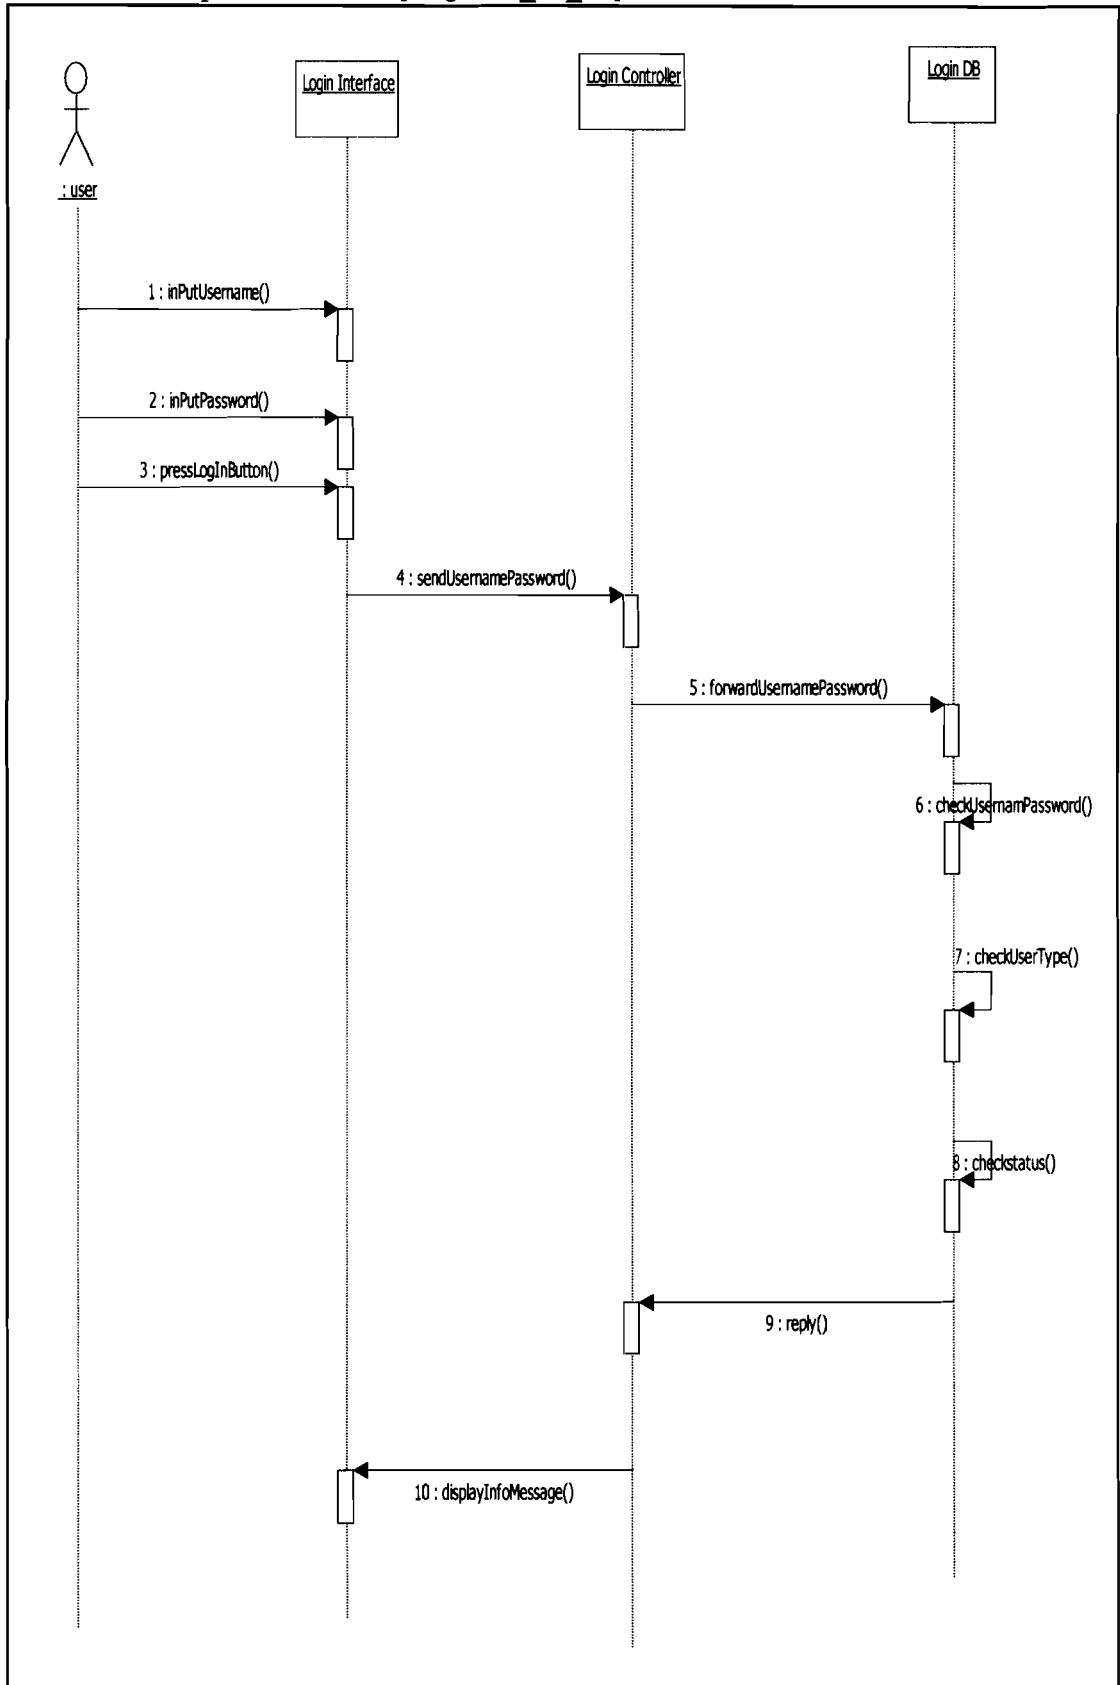 Login Interface
Login Controller
Login DB
: user
1 : inPutUsername()
2 : inPutPassword()
3 : pressLogInButton()
4 : sendUsernamePassword()
5 : forwardUsernamePassword()
6 : checkUsernamPassword()
7 : checkUserType()
8 : checkstatus()
9 : reply()
10 : displayInfoMessage()